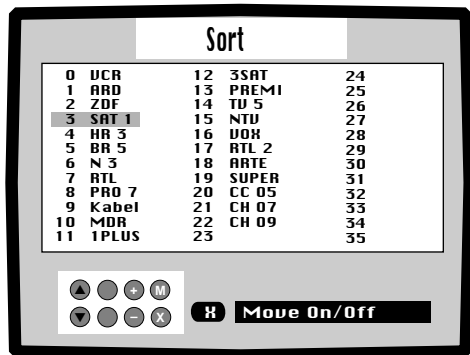 Sort
0 VCR 12 3SAT 24
1 ARD 13 PREMI 25
2 ZDF 14 TV 5 26
3 SAT 1 15 NTV 27
4 HR 3 16 VOX 28
5 BR 5 17 RTL 2 29
6 N 3 18 ARTE 30
7 RTL 19 SUPER 31
8 PRO 7 20 CC 05 32
9 Kabel 21 CH 07 33
10 MDR 22 CH 09 34
11 1PLUS 23 35
+ M
− X
X Move On/Off